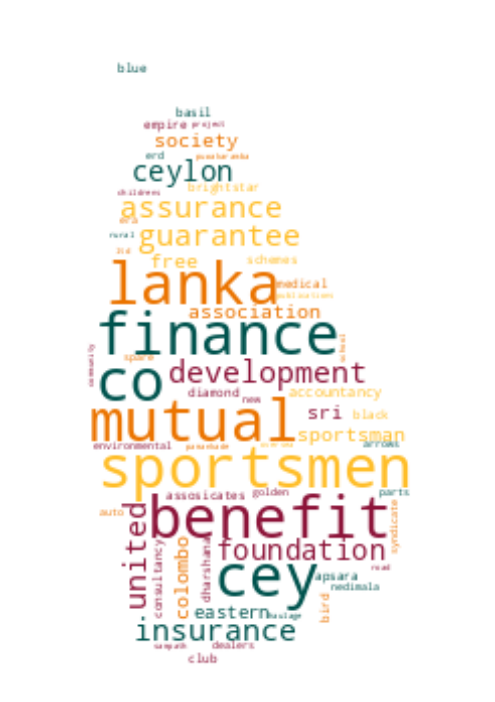 blue
basil
empire project
society
erd
ceylon
childrens brightstar
assurance
era
rural guarantee
ltd
free schemes
lanka medical
publications
association
finance
community spare school
co development
diamond new accountancy
mutual sri black
sportsman
environmental arrows
sportsmen
assosicates golden parts
auto benefit syndicate
united consultancy colombo dharshana foundation
road
cey apsara
nedimala
eastern haulage bird
insurance
sampath dealers
club